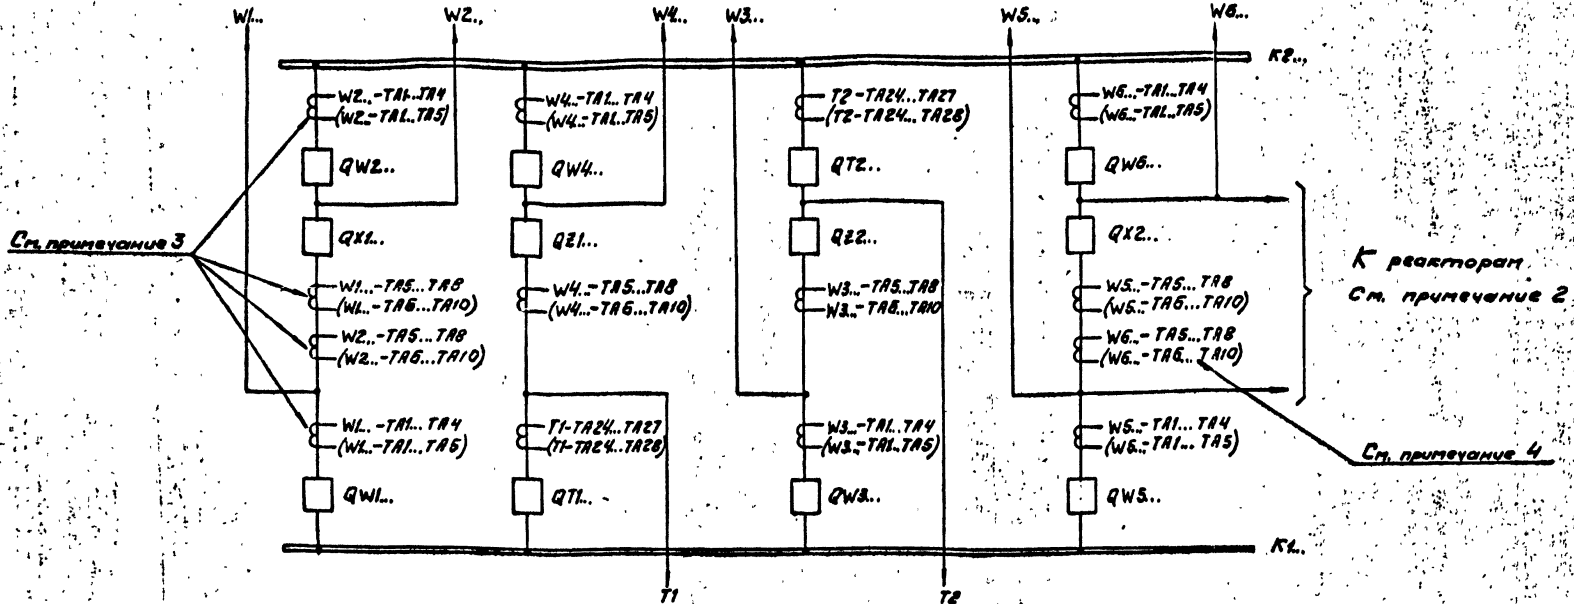 W1...
W2..,
W4...
W3...
W5..,
W6...
K2..,
W2...-TA1...TA4
(W2...-TA1...TA5)
W4...-TA1...TA4
(W4...-TA1...TA5)
T2-TA24...TA27
(T2-TA24...TA28)
W6...-TA1...TA4
(W6...-TA1...TA5)
QW2...
QW4...
QT2...
QW6...
См. примечание 3
QX1...
QZ1...
QZ2...
QX2...
К реакторам
См. примечание 2
W1...-TA5...TA8
(W1...-TA6...TA10)
W4...-TA5...TA8
(W4...-TA6...TA10)
W3...-TA5...TA8
W3...-TA6...TA10
W5...-TA5...TA8
(W5...-TA6...TA10)
W2...-TA5...TA8
(W2...-TA6...TA10)
W6...-TA5...TA8
(W6...-TA6...TA10)
W1...-TA1...TA4
(W1...-TA1...TA5)
T1-TA24...TA27
(T1-TA24...TA28)
W3...-TA1...TA4
(W3...-TA1...TA5)
W5...-TA1...TA4
(W6...-TA1...TA5)
См. примечание 4
QW1...
QT1...
QW3...
QW5...
K1...
T1
T2